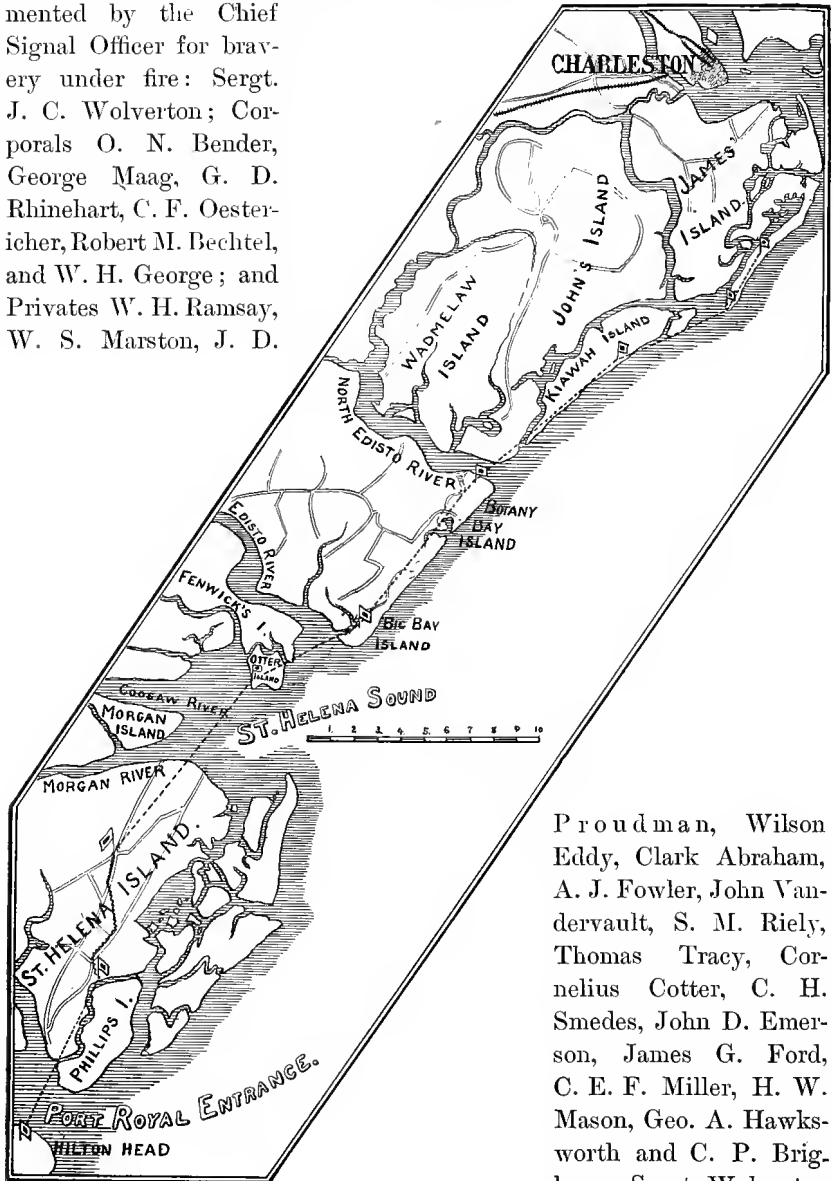 mented by the Chief
Signal Officer for brav-
ery under fire: Sergt.
J. C. Wolverton; Cor-
porals O. N. Bender,
George Maag, G. D.
Rhinehart, C. F. Oester-
icher, Robert M. Bechtel,
and W. H. George; and
Privates W. H. Ramsay,
W. S. Marston, J. D.
CHARLESTON
JAMES'
ISLAND.
JOHN'S ISLAND
WADMELAW
ISLAND
KIAWAH ISLAND
NORTH EDISTO RIVER
BOTANY
BAY
ISLAND
EDISTO RIVER
FENWICK'S I.
BIG BAY
ISLAND
OTTER
ISLAND
COOSAW RIVER
ST. HELENA SOUND
MORGAN
ISLAND
1. 2 3. 4. 5. 6 7 8 9 10
MORGAN RIVER
ST. HELENA ISLAND.
PHILLIPS I.
PORT ROYAL ENTRANCE.
HILTON HEAD
Proudman, Wilson
Eddy, Clark Abraham,
A. J. Fowler, John Van-
dervault, S. M. Riely,
Thomas Tracy, Cor-
nelius Cotter, C. H.
Smedes, John D. Emer-
son, James G. Ford,
C. E. F. Miller, H. W.
Mason, Geo. A. Hawks-
worth and C. P. Brig-